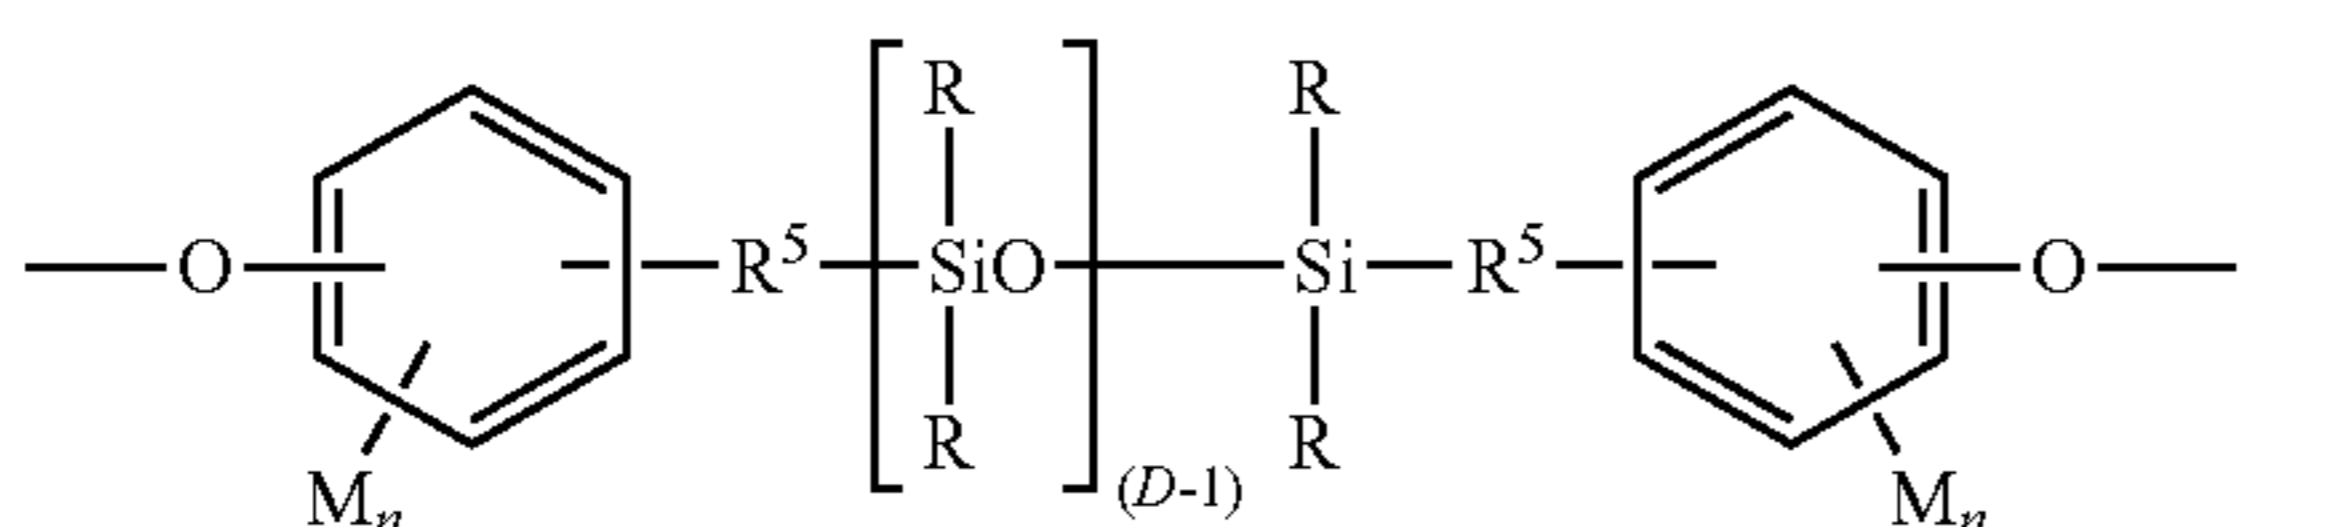 R R
O R⁵ SiO Si R⁵ O
R R
Mₙ (D-1) Mₙ